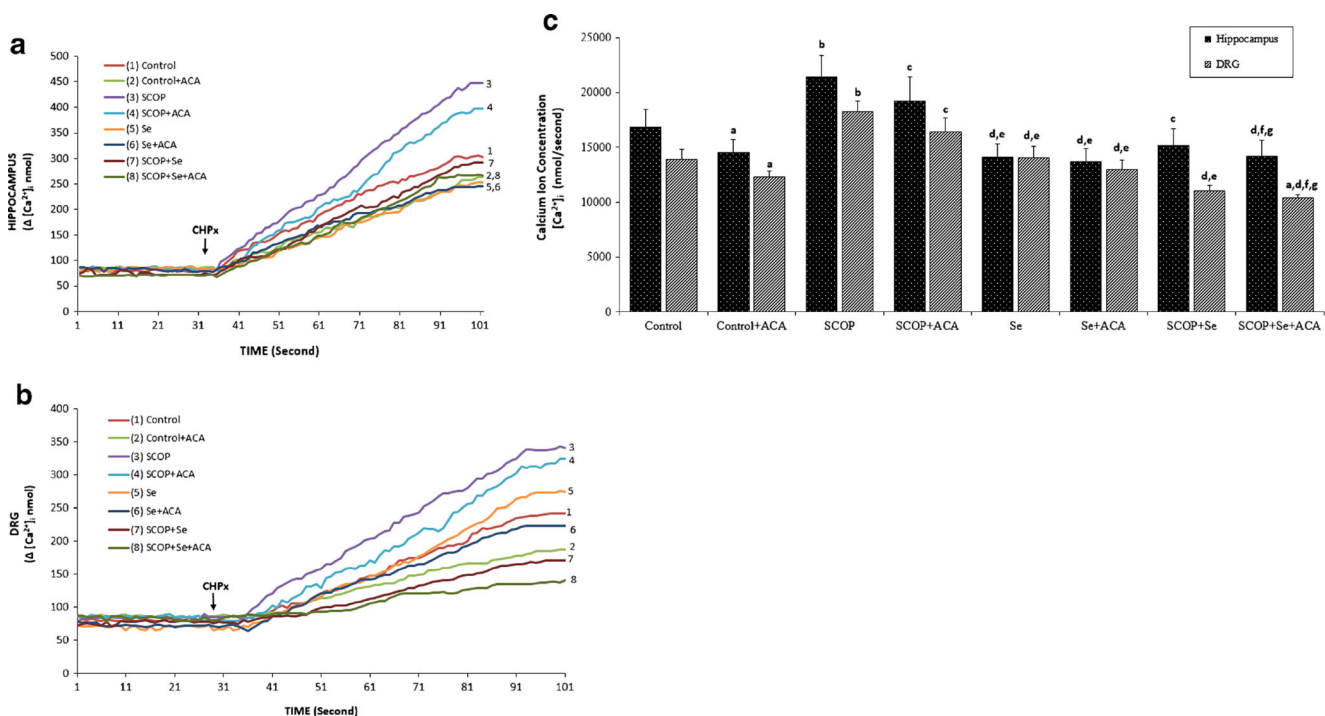 a
500
450
400
350
300
250
200
150
100
50
0
HIPPOCAMPUS
(Δ [Ca²⁺]ᵢ nmol)
(1) Control
(2) Control+ACA
(3) SCOP
(4) SCOP+ACA
(5) Se
(6) Se+ACA
(7) SCOP+Se
(8) SCOP+Se+ACA
CHPx
3
4
1
7
2,8
5,6
1 11 21 31 41 51 61 71 81 91 101
TIME (Second)
b
400
350
300
250
200
150
100
50
0
DRG
(Δ [Ca²⁺]ᵢ nmol)
(1) Control
(2) Control+ACA
(3) SCOP
(4) SCOP+ACA
(5) Se
(6) Se+ACA
(7) SCOP+Se
(8) SCOP+Se+ACA
CHPx
3
4
5
1
6
2
7
8
1 11 21 31 41 51 61 71 81 91 101
TIME (Second)
c
25000
20000
15000
10000
5000
0
Calcium Ion Concentration
[Ca²⁺]ᵢ (nmol/second)
Hippocampus
DRG
a
a
b
b
c
c
d,e
d,e
d,e
d,e
c
d,e
d,f,g
a,d,f,g
Control Control+ACA SCOP SCOP+ACA Se Se+ACA SCOP+Se SCOP+Se+ACA